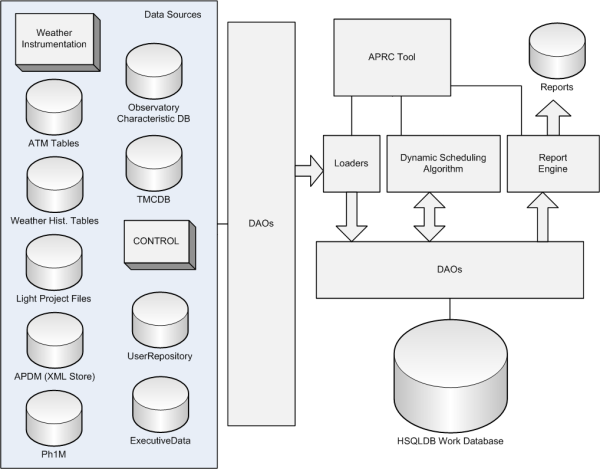 Data Sources
Weather
Instrumentation
Observatory
Characteristic DB
ATM Tables
TMCDB
Weather Hist. Tables
CONTROL
Light Project Files
UserRepository
APDM (XML Store)
ExecutiveData
Ph1M
DAOs
APRC Tool
Reports
Loaders
Dynamic Scheduling
Algorithm
Report
Engine
DAOs
HSQLDB Work Database